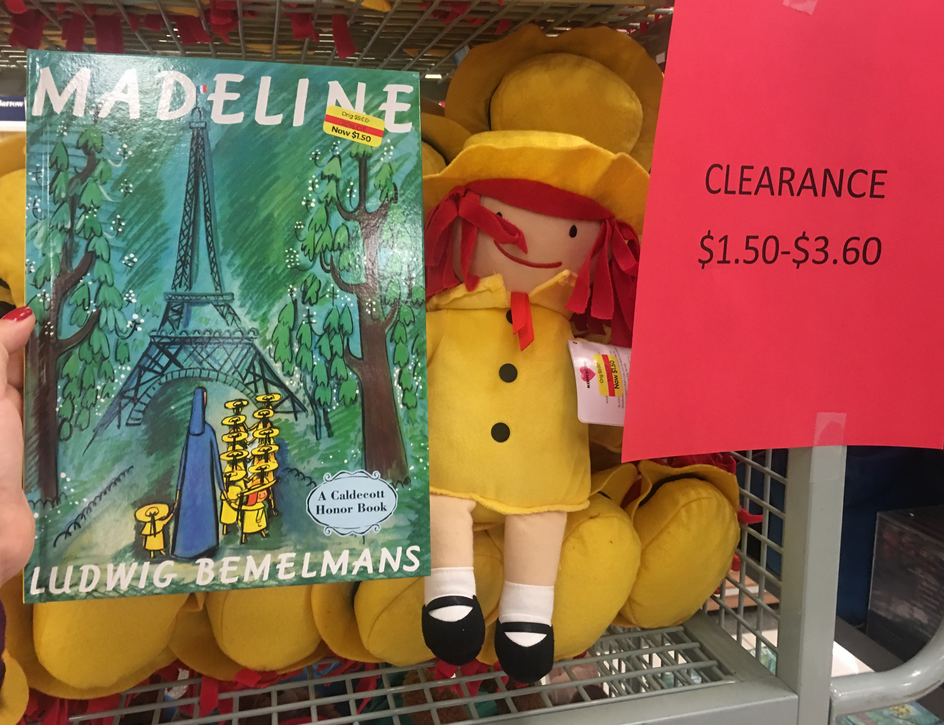 MADELINE
Now $1.50
A Caldecott
Honor Book
LUDWIG BEMELMANS
CLEARANCE
$1.50-$3.60